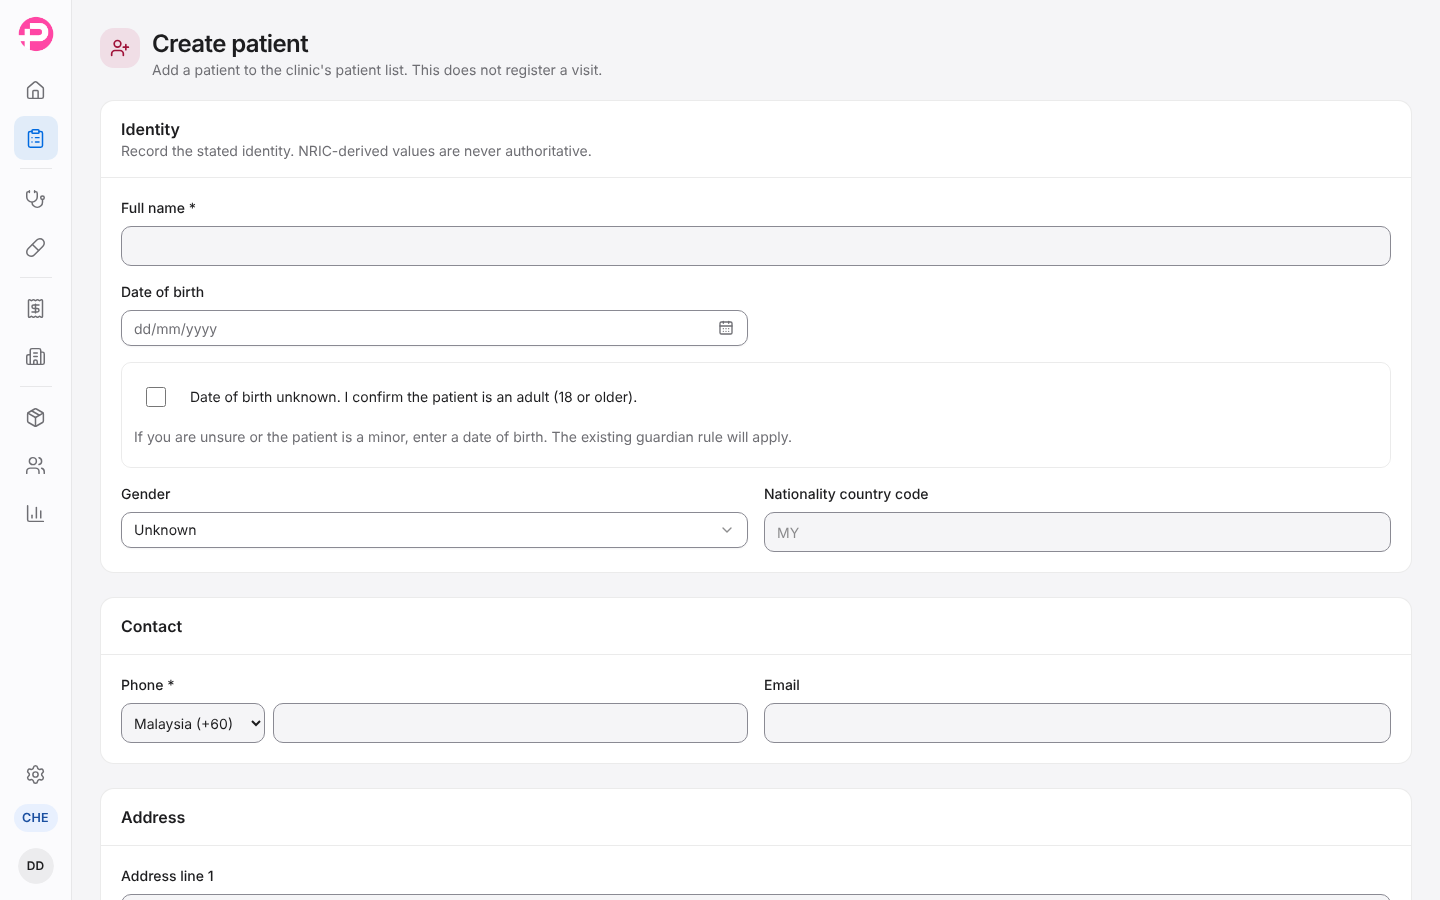 Create patient
Add a patient to the clinic's patient list. This does not register a visit.
Identity
Record the stated identity. NRIC-derived values are never authoritative.
Full name *
Date of birth
dd/mm/yyyy
Date of birth unknown. I confirm the patient is an adult (18 or older).
If you are unsure or the patient is a minor, enter a date of birth. The existing guardian rule will apply.
Gender
Nationality country code
Unknown
MY
Contact
Phone *
Email
Malaysia (+60)
Address
Address line 1
CHE
DD